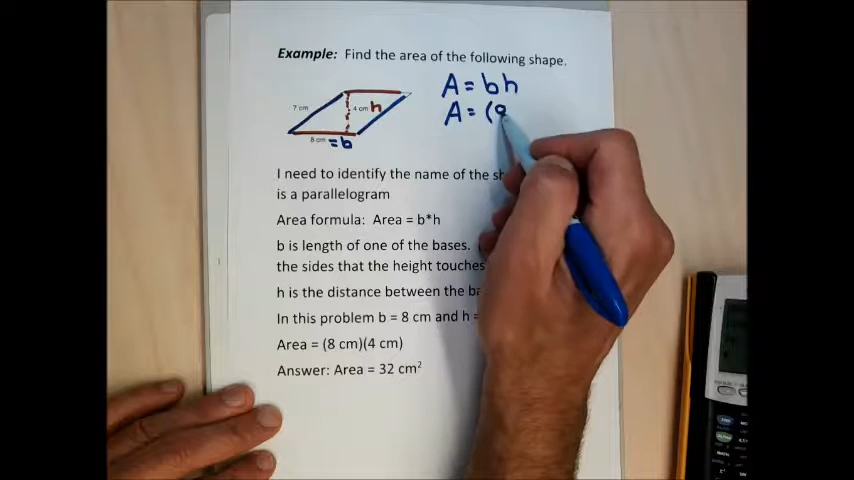 Example: Find the area of the following shape.
A = bh
7 cm
4 cm h
A = (8
8 cm = b
I need to identify the name of the
is a parallelogram
Area formula: Area = b*h
b is length of one of the bases.
the sides that the height touches
h is the distance between the
In this problem b = 8 cm and h =
Area = (8 cm)(4 cm)
Answer: Area = 32 cm²